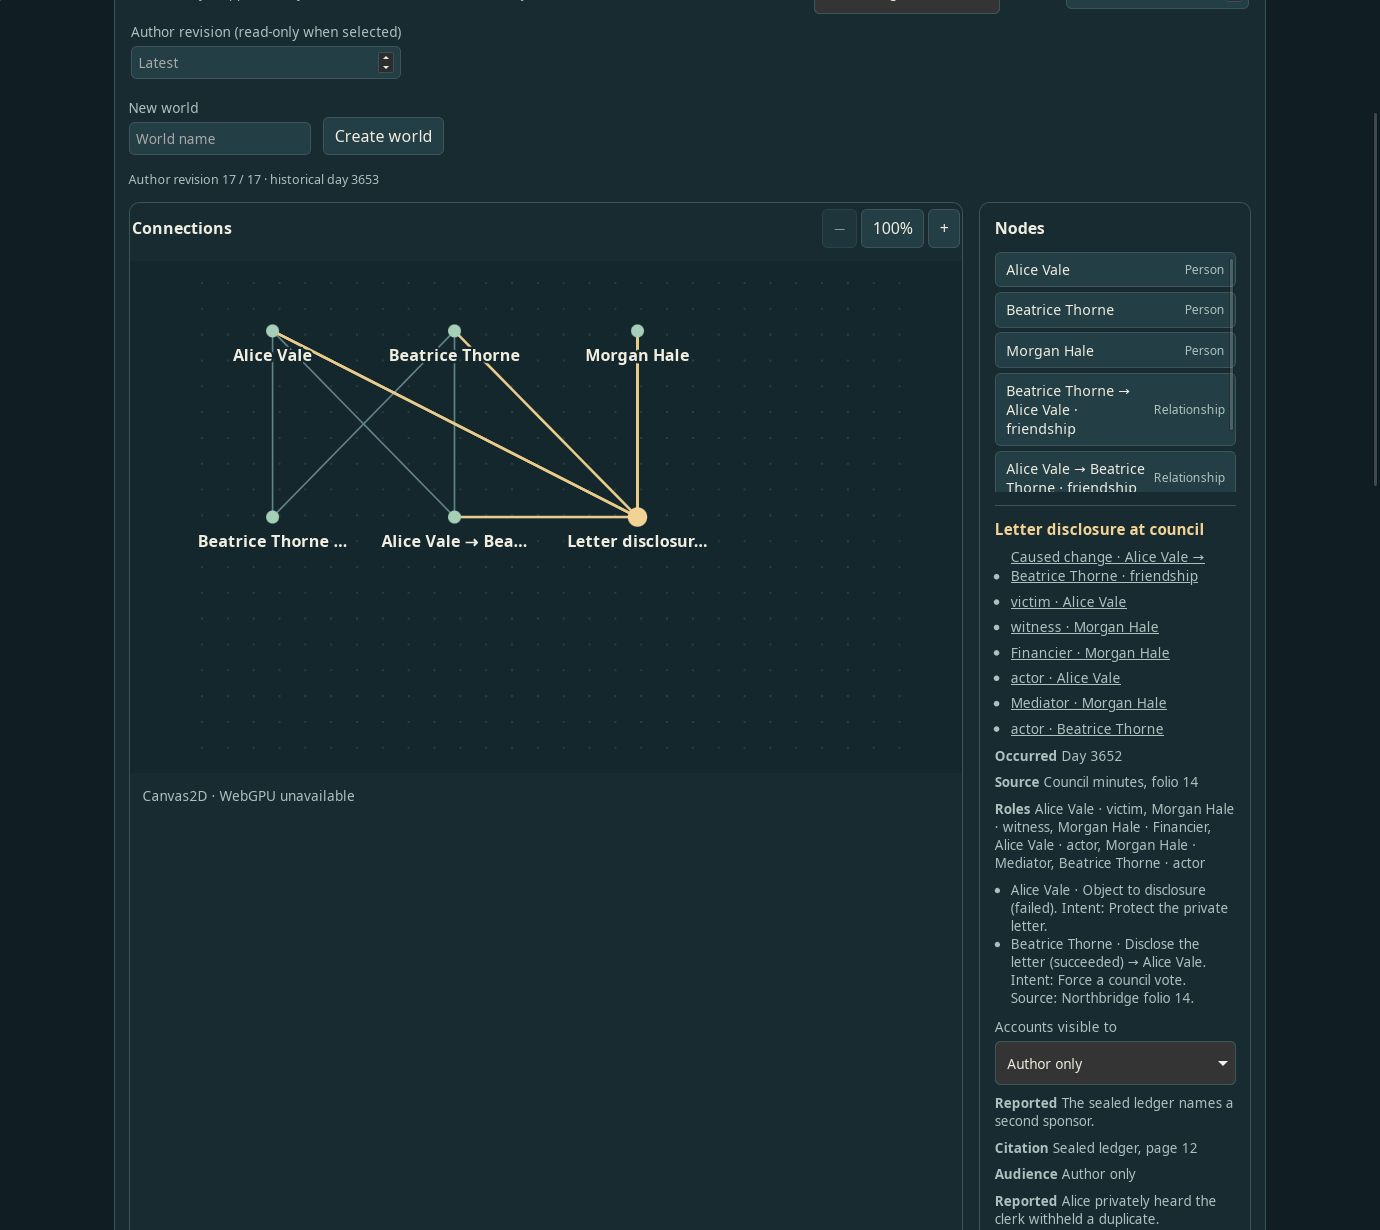 Author revision (read-only when selected)
Latest
New world
World name
Create world
Author revision 17 / 17 · historical day 3653
Connections
–
100%
+
Alice Vale
Beatrice Thorne
Morgan Hale
Beatrice Thorne ...
Alice Vale → Bea...
Letter disclosur...
Canvas2D · WebGPU unavailable
Nodes
Alice Vale
Person
Beatrice Thorne
Person
Morgan Hale
Person
Beatrice Thorne →
Alice Vale ·
friendship
Relationship
Alice Vale → Beatrice
Thorne · friendship
Relationship
Letter disclosure at council
Caused change · Alice Vale →
Beatrice Thorne · friendship
victim · Alice Vale
witness · Morgan Hale
Financier · Morgan Hale
actor · Alice Vale
Mediator · Morgan Hale
actor · Beatrice Thorne
Occurred Day 3652
Source Council minutes, folio 14
Roles Alice Vale · victim, Morgan Hale
· witness, Morgan Hale · Financier,
Alice Vale · actor, Morgan Hale ·
Mediator, Beatrice Thorne · actor
Alice Vale · Object to disclosure
(failed). Intent: Protect the private
letter.
Beatrice Thorne · Disclose the
letter (succeeded) → Alice Vale.
Intent: Force a council vote.
Source: Northbridge folio 14.
Accounts visible to
Author only
Reported The sealed ledger names a
second sponsor.
Citation Sealed ledger, page 12
Audience Author only
Reported Alice privately heard the
clerk withheld a duplicate.